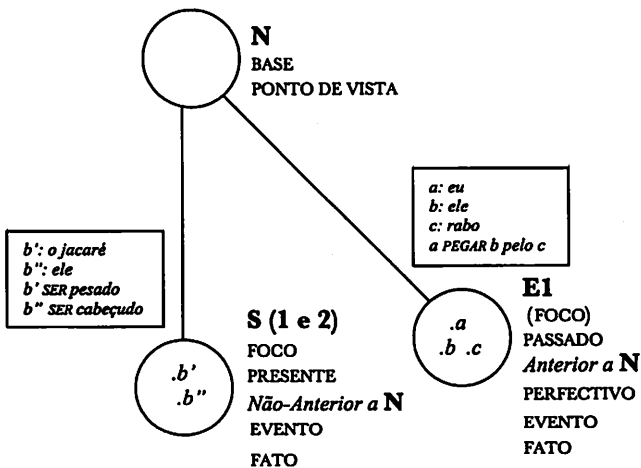 N
BASE
PONTO DE VISTA
a: eu
b: ele
c: rabo
a PEGAR b pelo c
b': o jacaré
b'': ele
b' SER pesado
b'' SER cabeçudo
S (1 e 2)
FOCO
PRESENTE
Não-Anterior a N
EVENTO
FATO
.b'
.b''
E1
(FOCO)
PASSADO
Anterior a N
PERFECTIVO
EVENTO
FATO
.a
.b .c